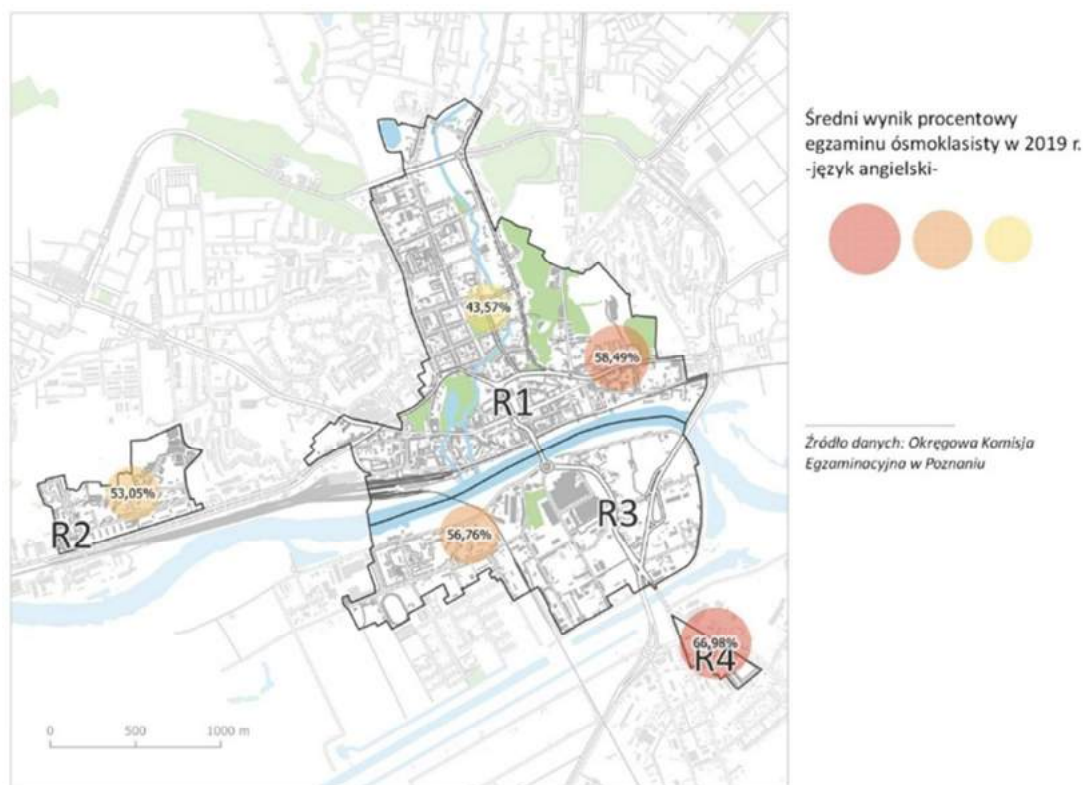 Średni wynik procentowy
egzaminu ósmoklasisty w 2019 r.
-język angielski-
43,57%
58,49%
R1
53,05%
R2
R3
56,76%
66,98%
R4
Źródło danych: Okręgowa Komisja
Egzaminacyjna w Poznaniu
0 500 1000 m